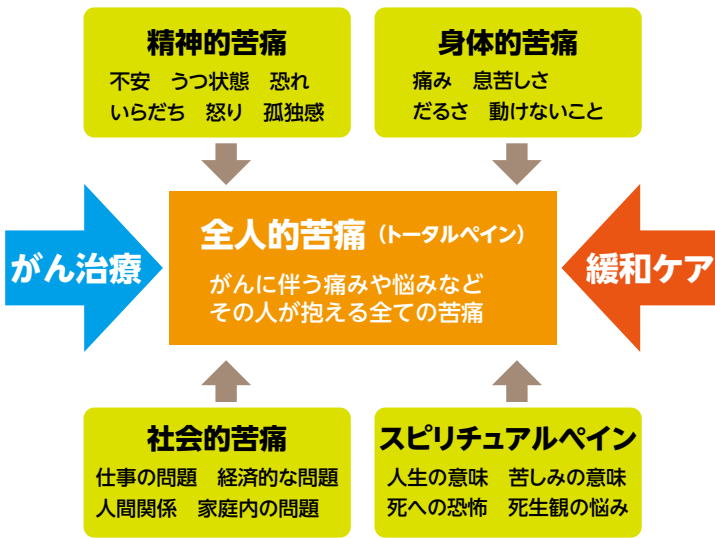 精神的苦痛
不安　うつ状態　恐れ
いらだち　怒り　孤独感
身体的苦痛
痛み　息苦しさ
だるさ　動けないこと
がん治療
全人的苦痛（トータルペイン）
がんに伴う痛みや悩みなど
その人が抱える全ての苦痛
緩和ケア
社会的苦痛
仕事の問題　経済的な問題
人間関係　家庭内の問題
スピリチュアルペイン
人生の意味　苦しみの意味
死への恐怖　死生観の悩み